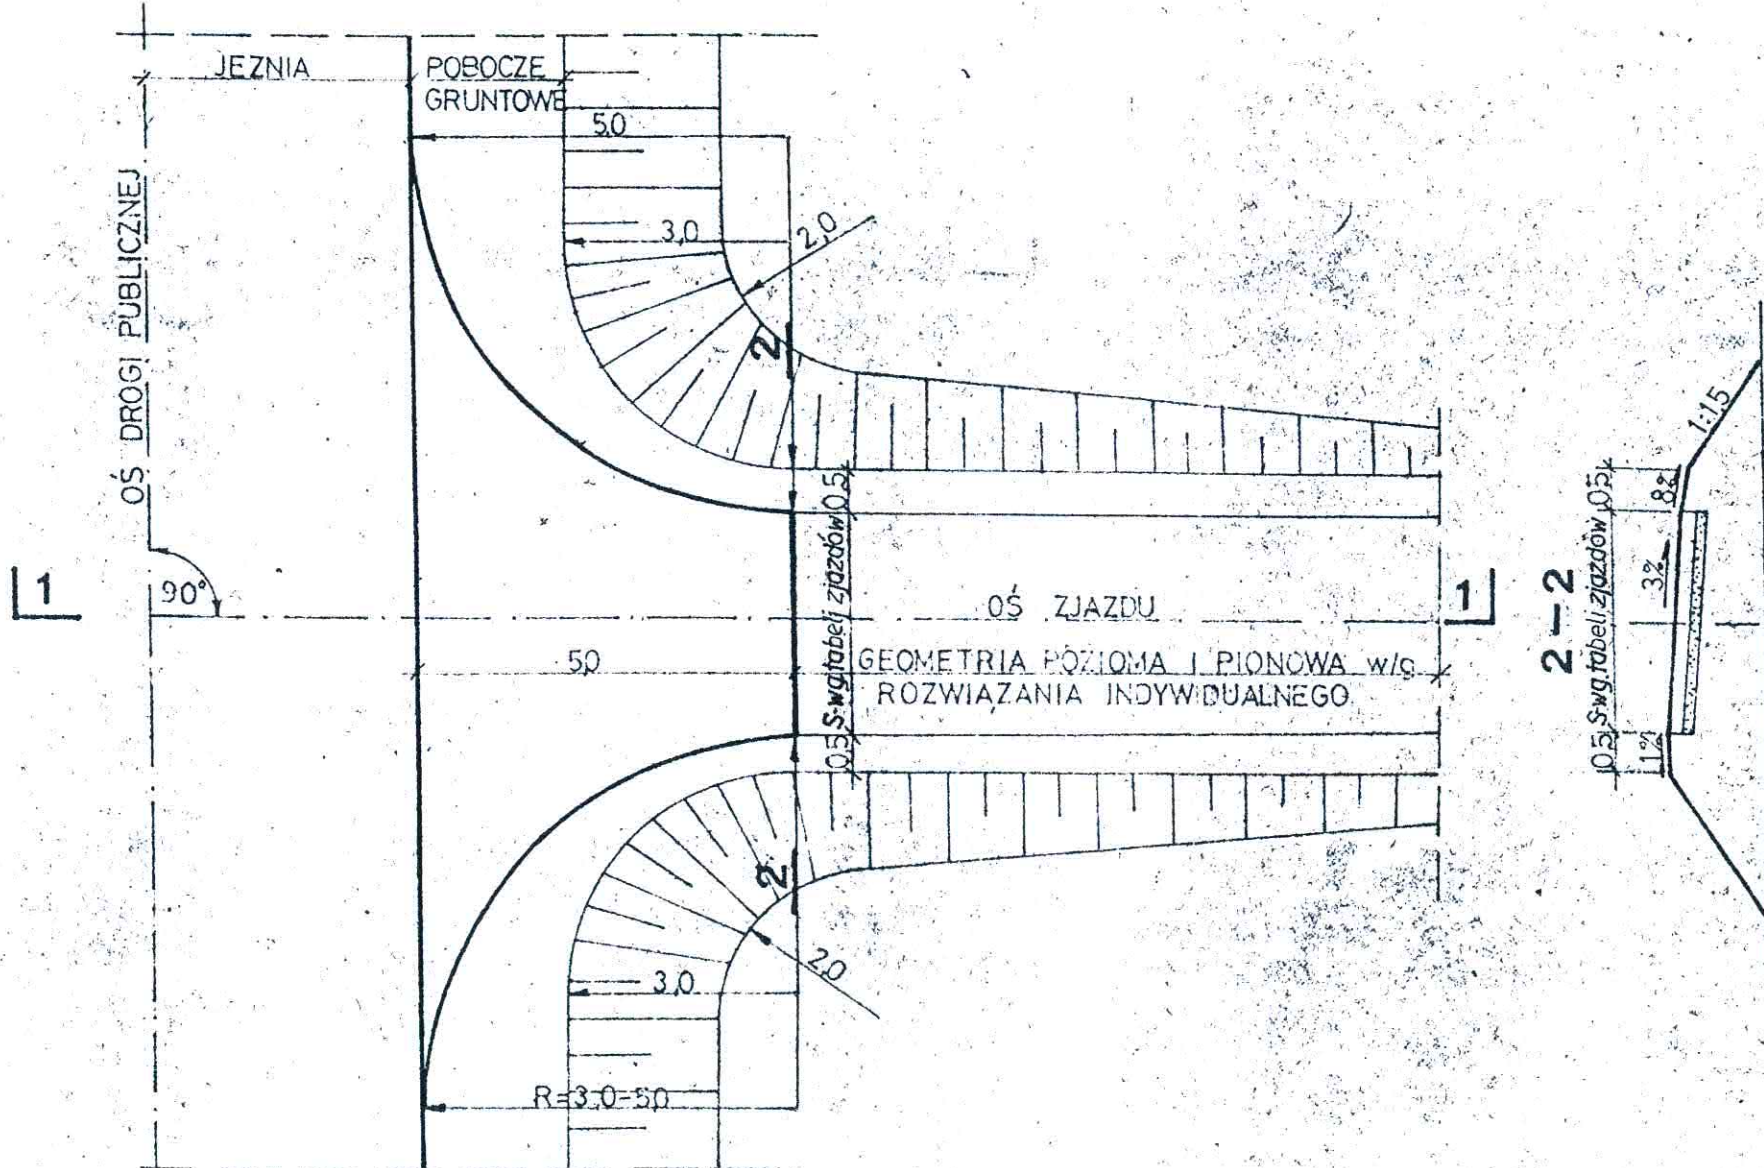 JEZNIA
POBOCZE
GRUNTOWE
5,0
OŚ DROGI PUBLICZNEJ
3,0
2,0
2
1
90°
0,5
S-wg.tabeli zjazdów
0,5
OŚ ZJAZDU
1
5,0
GEOMETRIA POZIOMA I PIONOWA w/g
ROZWIĄZANIA INDYWIDUALNEGO
2
2,0
3,0
R=3,0-5,0
2-2
0,5
S-wg.tabeli zjazdów
0,5
1:1,5
8%
3%
1%